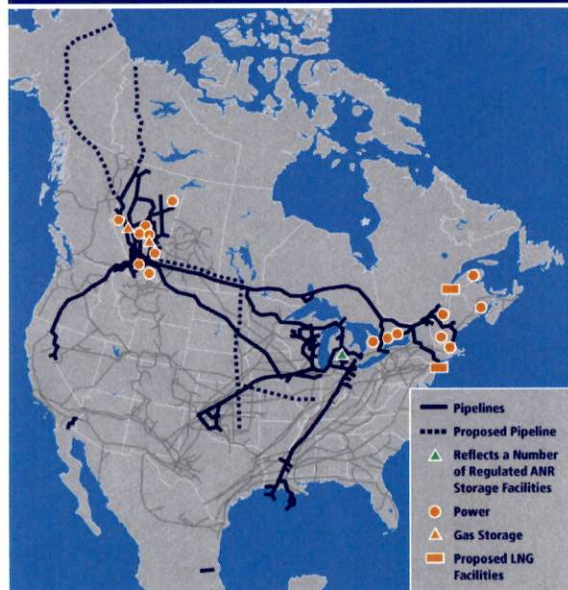 Pipelines
Proposed Pipeline
Reflects a Number
of Regulated ANR
Storage Facilities
Power
Gas Storage
Proposed LNG
Facilities